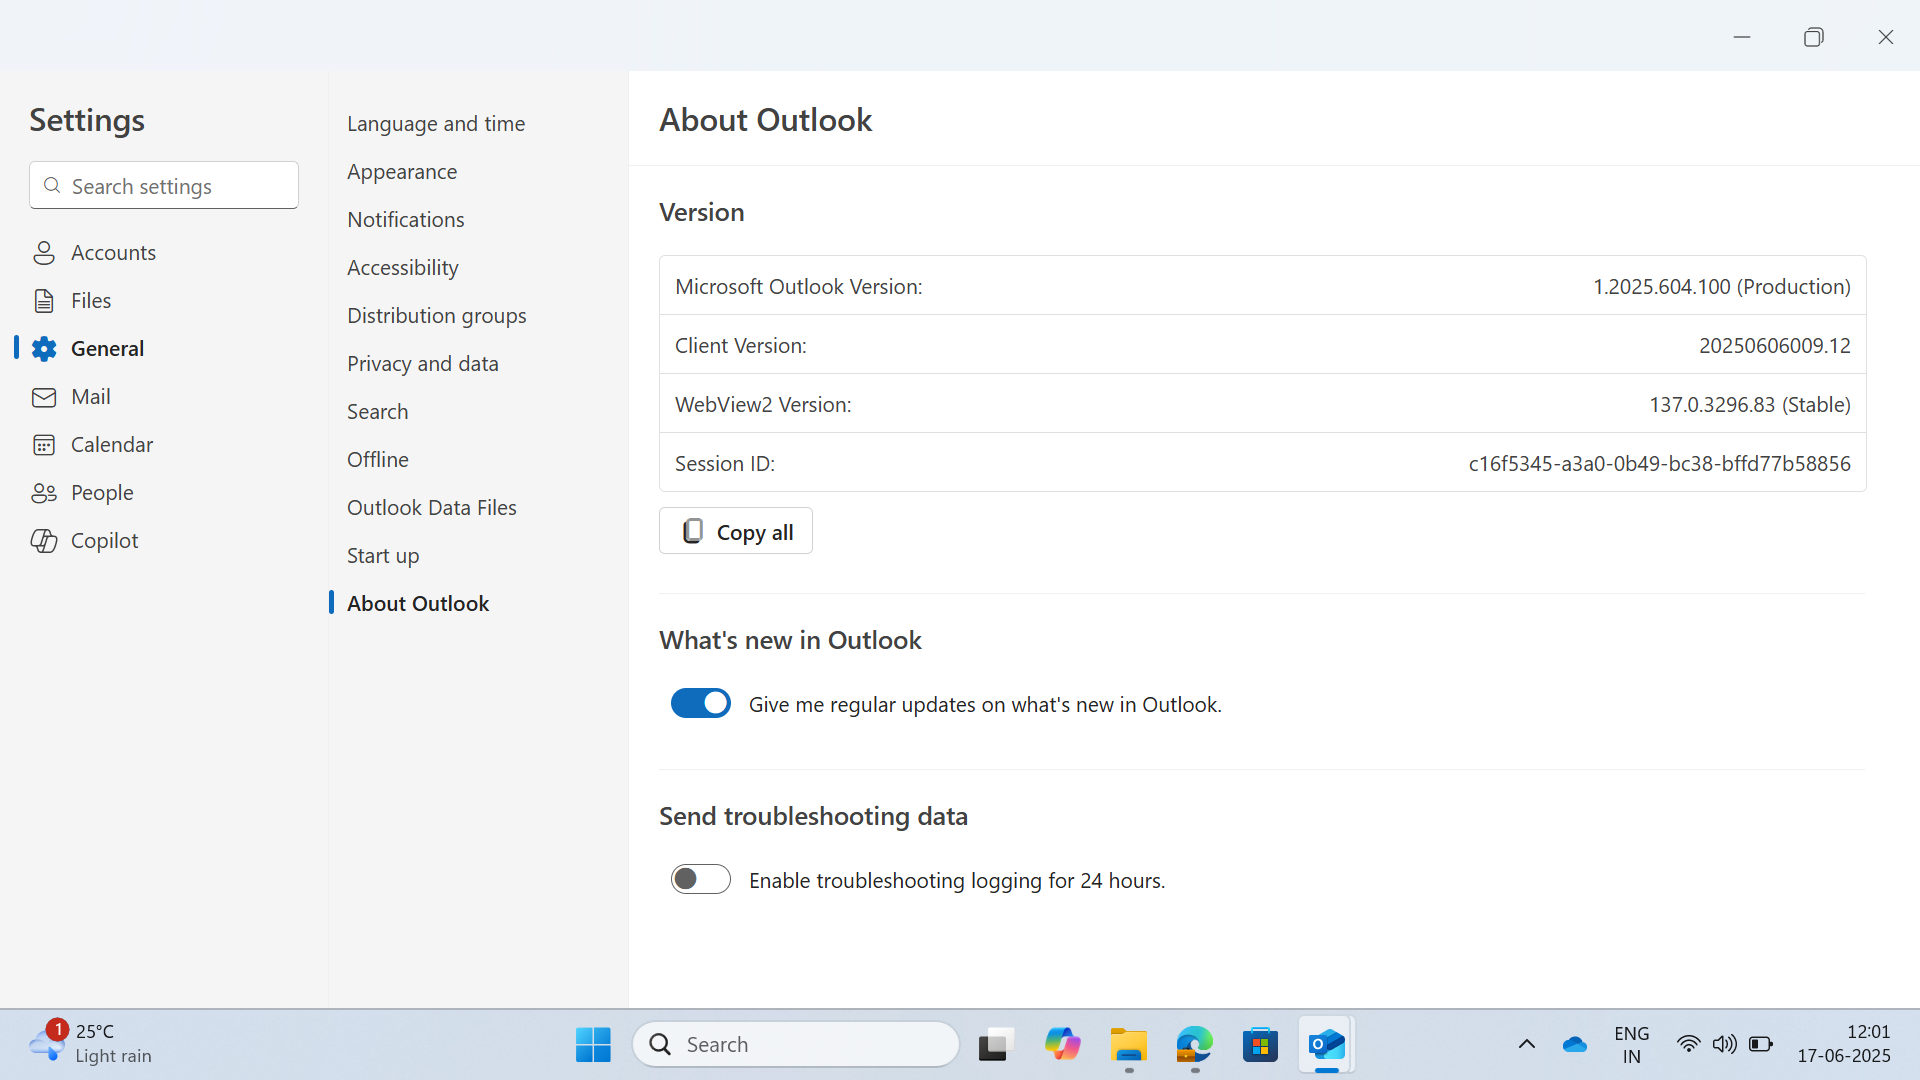 Settings
Search settings
Accounts
Files
General
Mail
Calendar
People
Copilot
Language and time
Appearance
Notifications
Accessibility
Distribution groups
Privacy and data
Search
Offline
Outlook Data Files
Start up
About Outlook
About Outlook
Version
Microsoft Outlook Version: 1.2025.604.100 (Production)
Client Version: 20250606009.12
WebView2 Version: 137.0.3296.83 (Stable)
Session ID: c16f5345-a3a0-0b49-bc38-bffd77b58856
Copy all
What's new in Outlook
Give me regular updates on what's new in Outlook.
Send troubleshooting data
Enable troubleshooting logging for 24 hours.
1
25°C
Light rain
Search
O
ENG
IN
12:01
17-06-2025